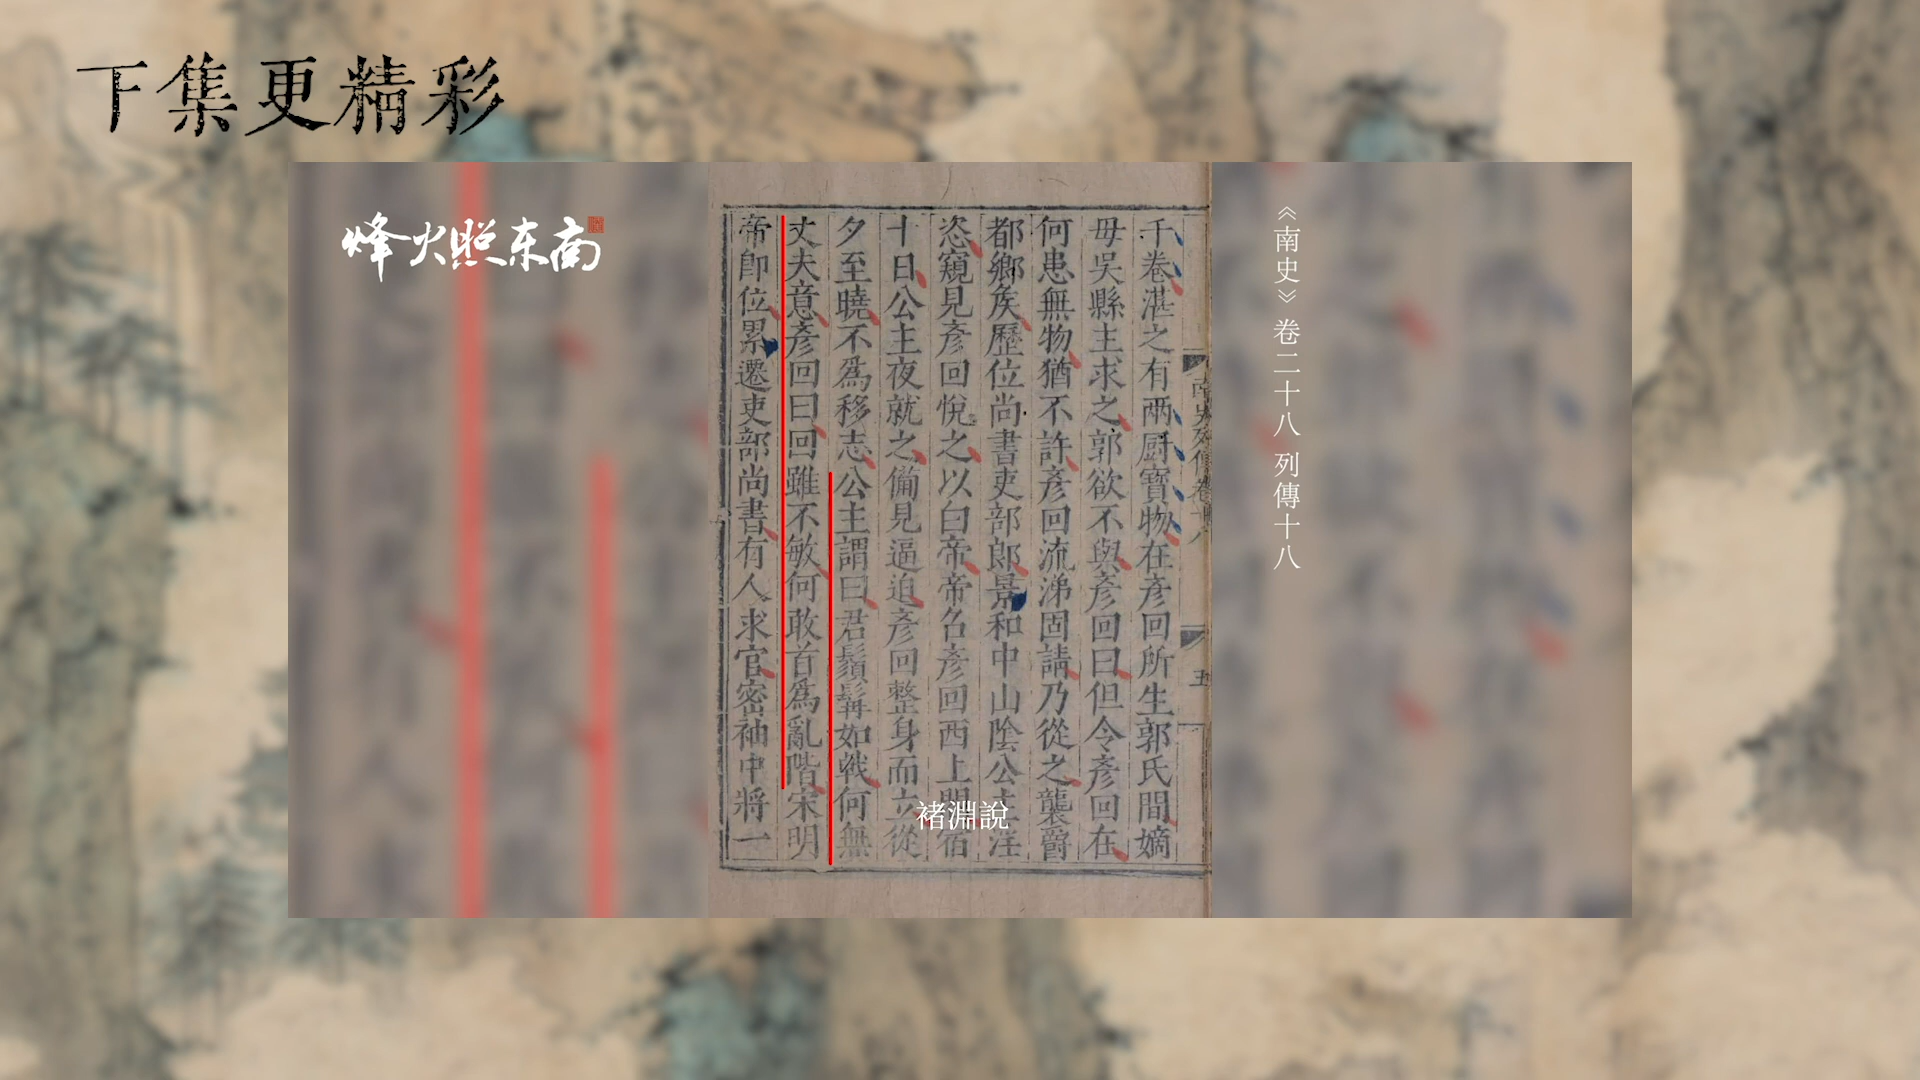 下集更精彩
烽火照东南
《南史》卷二十八 列傳十八
千卷湛之有兩厨寶物在彥回所生郭氏間嫡
毋吳縣主求之郭欲不與彥回曰但令彥回在
何患無物猶不許彥回流涕固請乃從之襲爵
都鄉矦歷位尚書吏部郎景和中山陰公主淫
恣窺見彥回悅之以白帝帝召彥回西上閤宿
十日公主夜就之備見逼迫彥回整身而立從
夕至曉不爲移志公主謂曰君鬚髯如戟何無
丈夫意彥回曰回雖不敏何敢首爲亂階宋明
帝卽位累遷吏部尚書有人求官密袖中將一
褚淵說